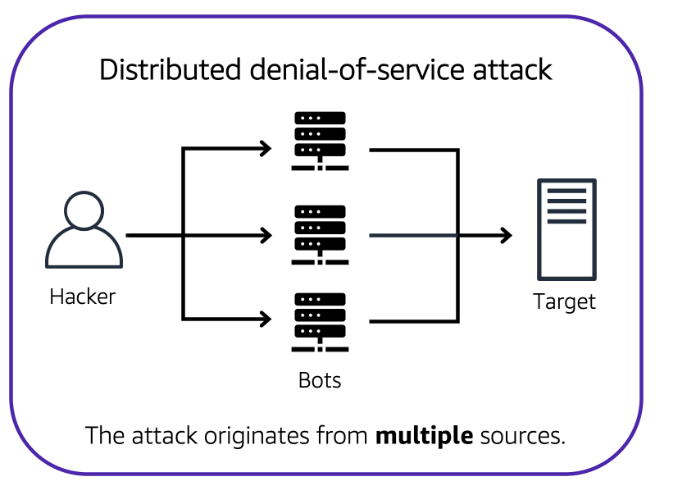 Distributed denial-of-service attack
Hacker
Bots
Target
The attack originates from multiple sources.